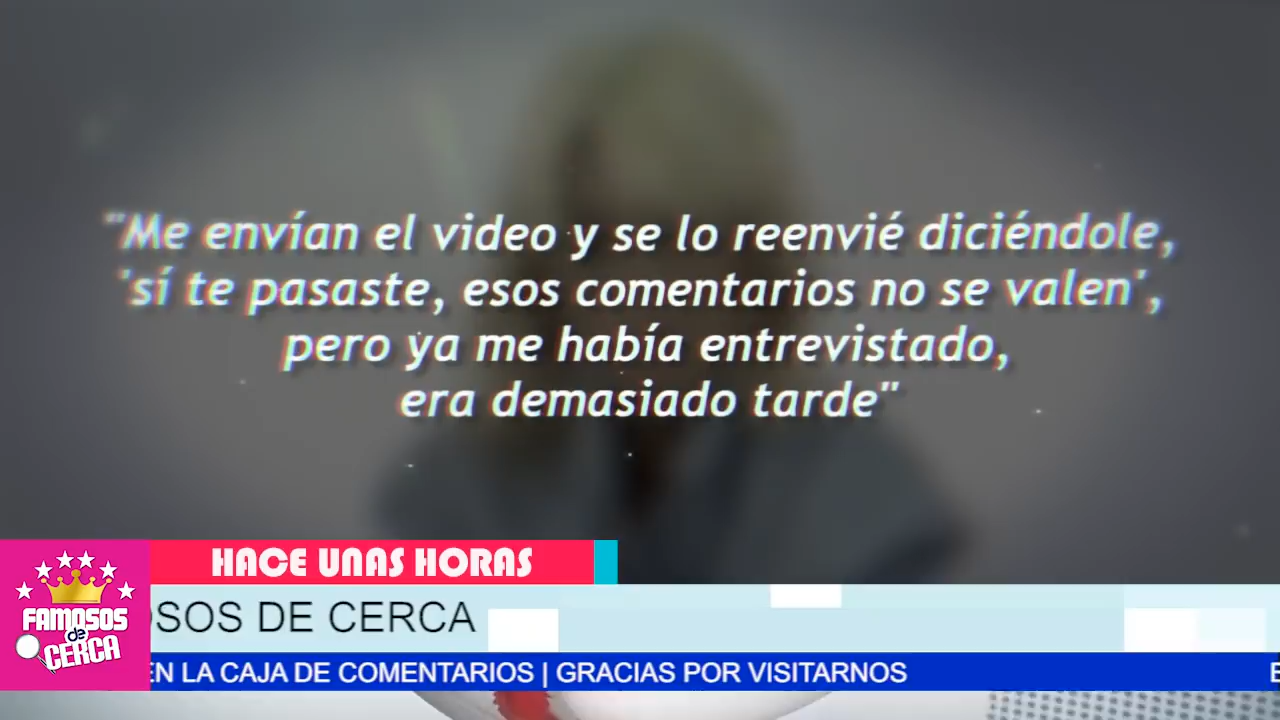 "Me envían el video y se lo reenvié diciéndole,
'sí te pasaste, esos comentarios no se valen',
pero ya me había entrevistado,
era demasiado tarde"
HACE UNAS HORAS
FAMOSOS
de
CERCA
OSOS DE CERCA
EN LA CAJA DE COMENTARIOS | GRACIAS POR VISITARNOS